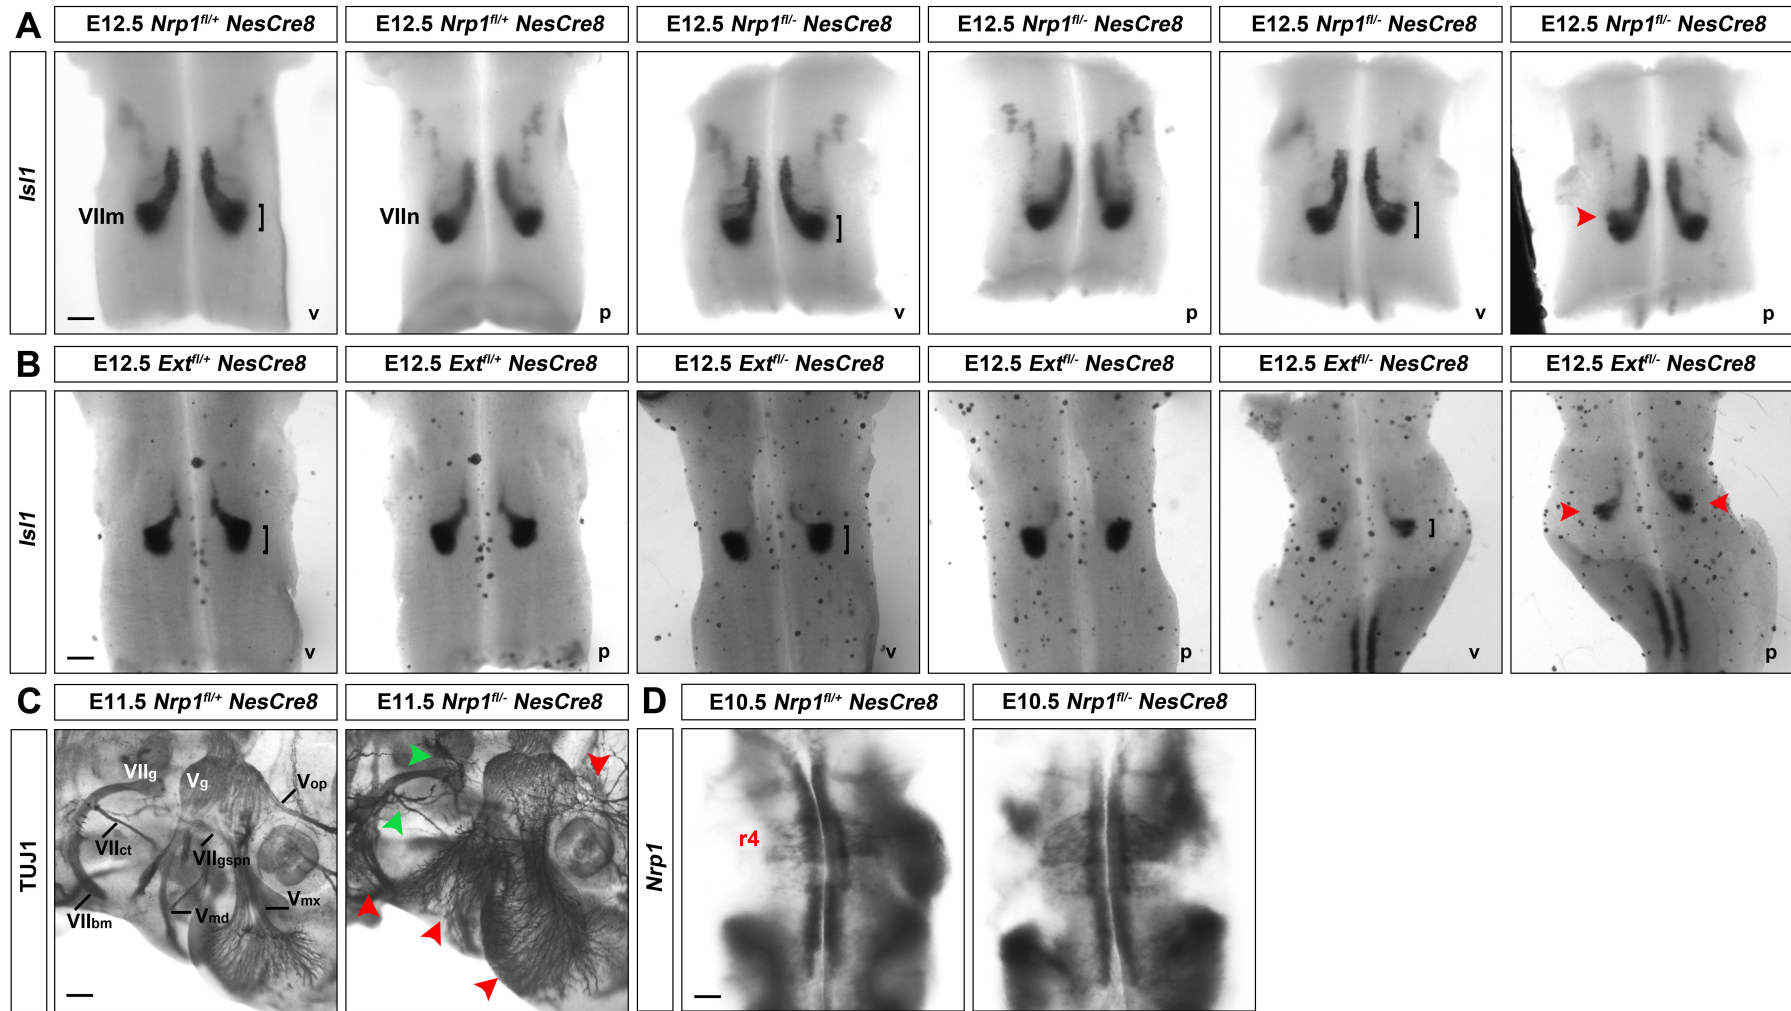 A
E12.5 Nrp1fl/+ NesCre8
E12.5 Nrp1fl/+ NesCre8
E12.5 Nrp1fl/- NesCre8
E12.5 Nrp1fl/- NesCre8
E12.5 Nrp1fl/- NesCre8
E12.5 Nrp1fl/- NesCre8
Isl1
VIIm
]
v
VIIn
p
]
v
p
]
v
p
B
E12.5 Extfl/+ NesCre8
E12.5 Extfl/+ NesCre8
E12.5 Extfl/- NesCre8
E12.5 Extfl/- NesCre8
E12.5 Extfl/- NesCre8
E12.5 Extfl/- NesCre8
Isl1
]
v
p
]
v
p
]
v
p
C
E11.5 Nrp1fl/+ NesCre8
E11.5 Nrp1fl/- NesCre8
D
E10.5 Nrp1fl/+ NesCre8
E10.5 Nrp1fl/- NesCre8
TUJ1
VIIg
Vg
Vop
VIIct
VIIgspn
Vmx
Vmd
VIIbm
Nrp1
r4